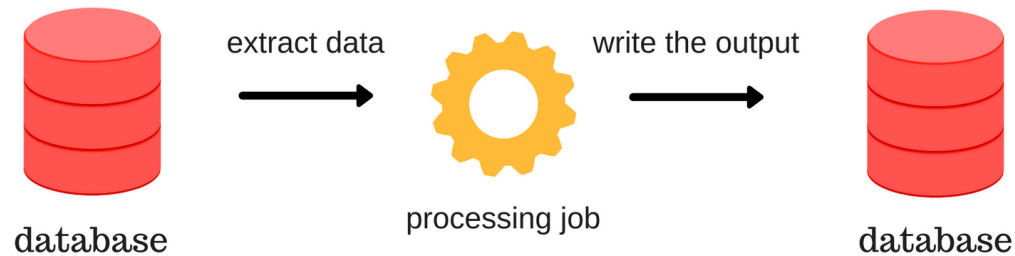 extract data
write the output
processing job
database
database